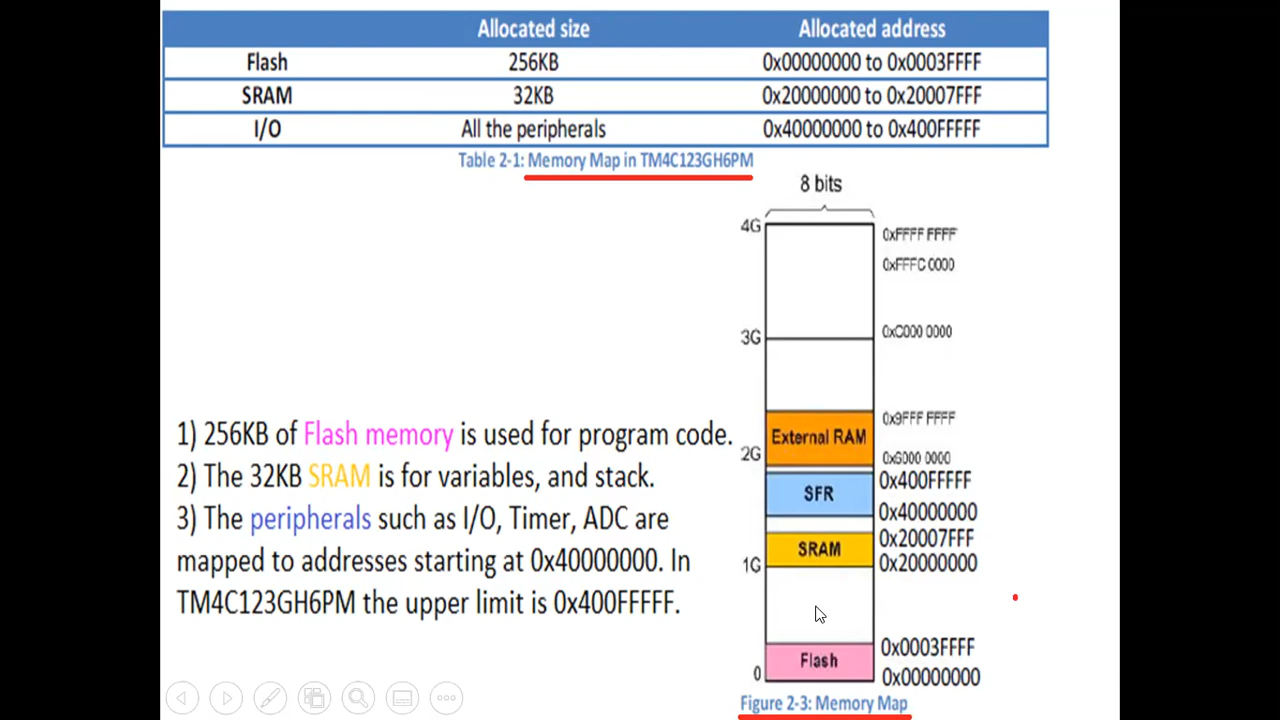 Allocated size Allocated address
Flash 256KB 0x00000000 to 0x0003FFFF
SRAM 32KB 0x20000000 to 0x20007FFF
I/O All the peripherals 0x40000000 to 0x400FFFFF
Table 2-1: Memory Map in TM4C123GH6PM
8 bits
4G 0xFFFF FFFF
0xFFFC 0000
3G 0xC000 0000
0x9FFF FFFF
External RAM
2G 0x6000 0000
0x400FFFFF
SFR
0x40000000
0x20007FFF
SRAM
1G 0x20000000
0x0003FFFF
Flash
0 0x00000000
Figure 2-3: Memory Map
1) 256KB of Flash memory is used for program code.
2) The 32KB SRAM is for variables, and stack.
3) The peripherals such as I/O, Timer, ADC are
mapped to addresses starting at 0x40000000. In
TM4C123GH6PM the upper limit is 0x400FFFFF.